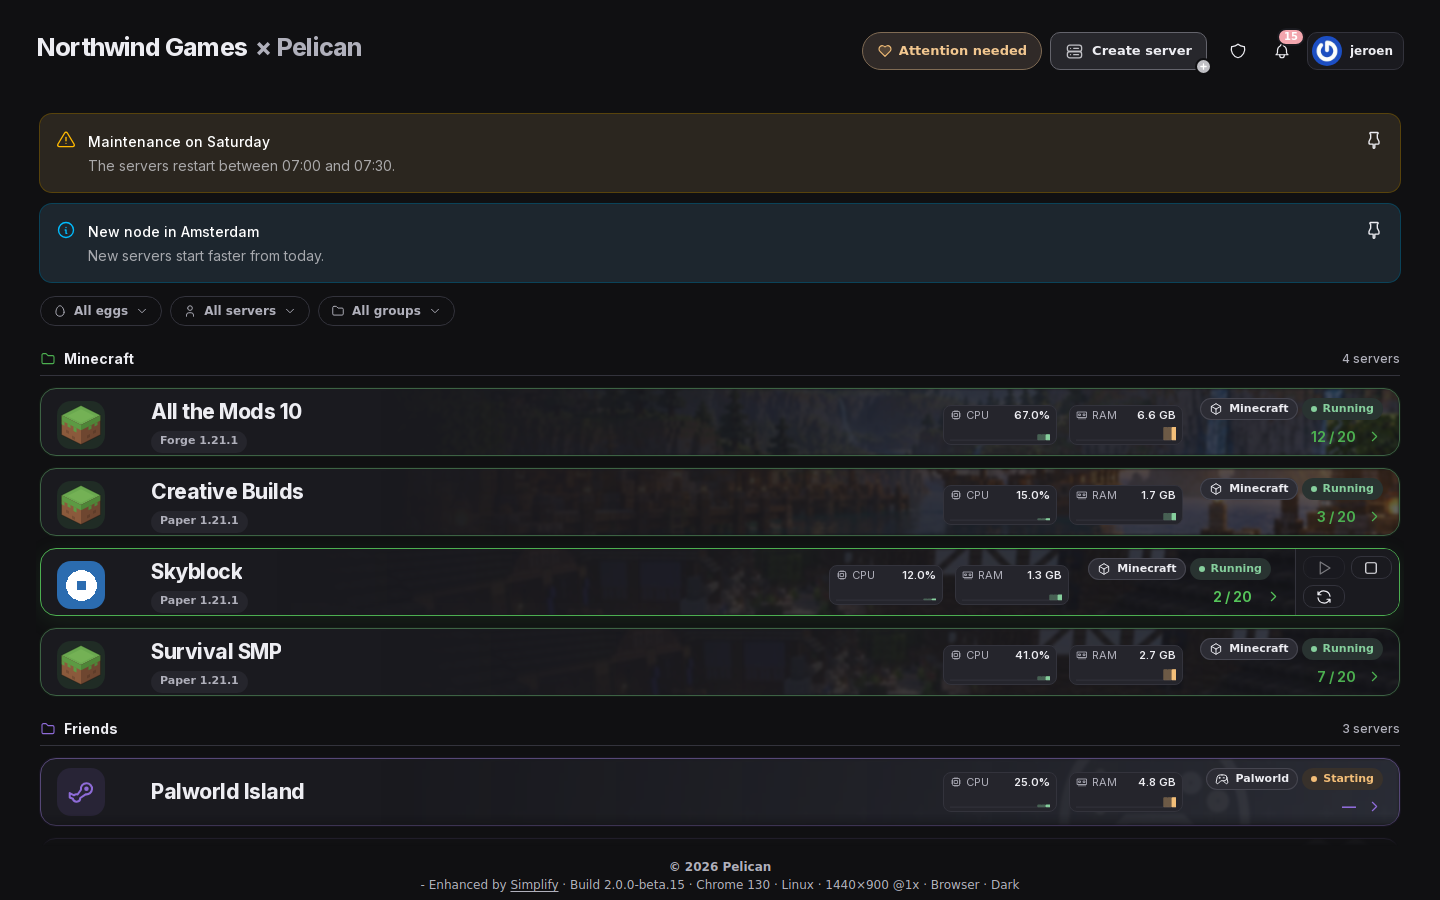 Northwind Games × Pelican
Attention needed
Create server
15
jeroen
Maintenance on Saturday
The servers restart between 07:00 and 07:30.
New node in Amsterdam
New servers start faster from today.
All eggs
All servers
All groups
Minecraft
4 servers
All the Mods 10
Forge 1.21.1
CPU 67.0%
RAM 6.6 GB
Minecraft
Running
12 / 20
Creative Builds
Paper 1.21.1
CPU 15.0%
RAM 1.7 GB
Minecraft
Running
3 / 20
Skyblock
Paper 1.21.1
CPU 12.0%
RAM 1.3 GB
Minecraft
Running
2 / 20
Survival SMP
Paper 1.21.1
CPU 41.0%
RAM 2.7 GB
Minecraft
Running
7 / 20
Friends
3 servers
Palworld Island
CPU 25.0%
RAM 4.8 GB
Palworld
Starting
—
© 2026 Pelican
- Enhanced by Simplify · Build 2.0.0-beta.15 · Chrome 130 · Linux · 1440×900 @1x · Browser · Dark